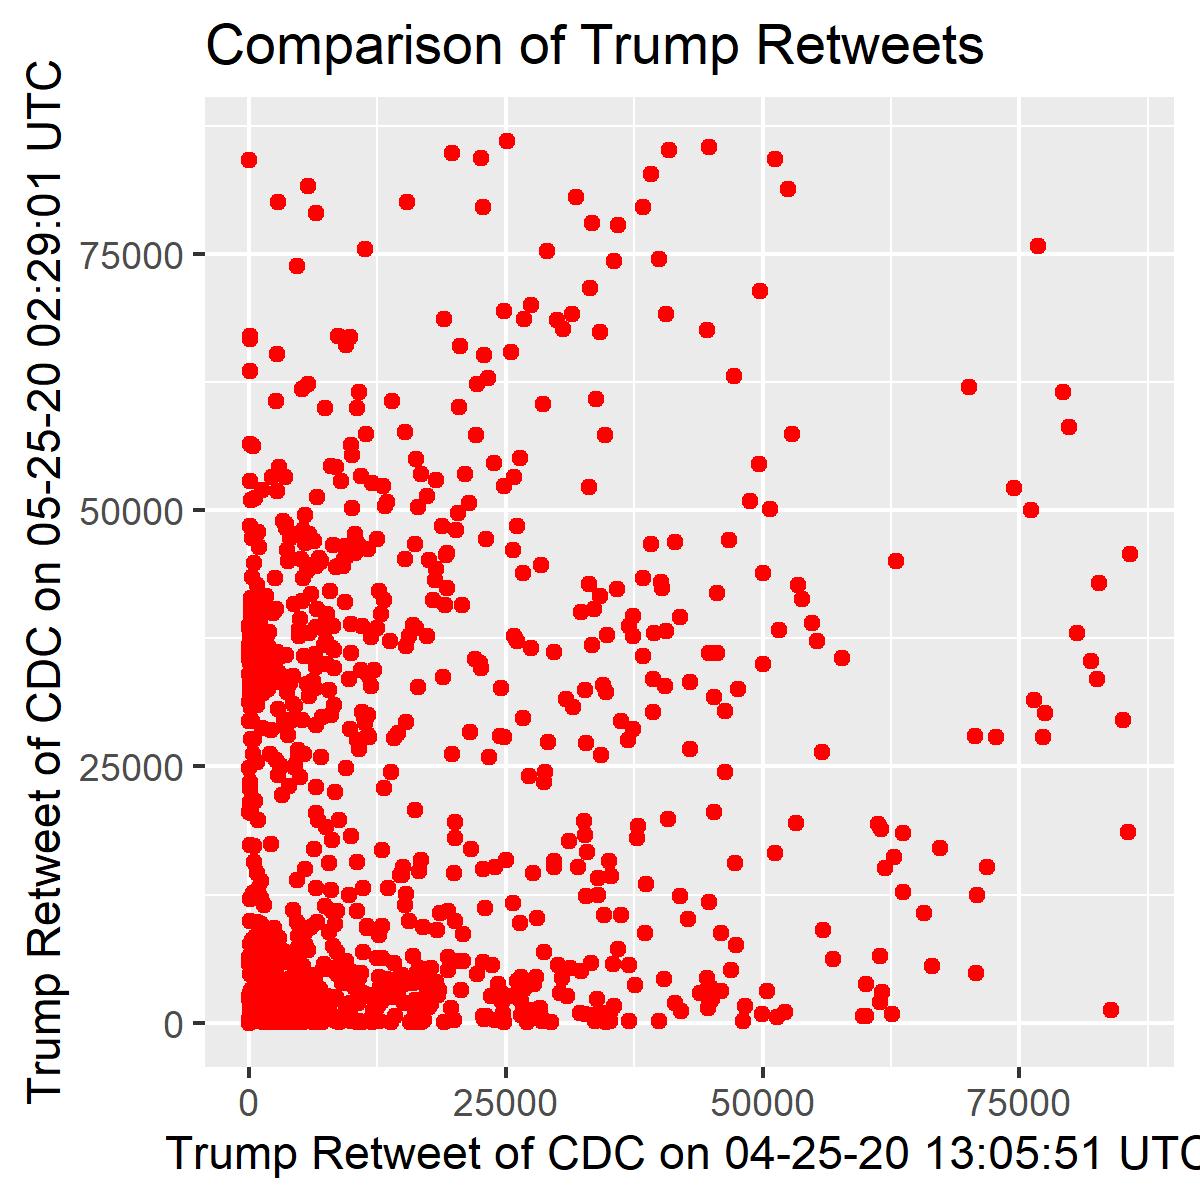 Comparison of Trump Retweets
Trump Retweet of CDC on 05-25-20 02:29:01 UTC
75000
50000
25000
0
0
25000
50000
75000
Trump Retweet of CDC on 04-25-20 13:05:51 UTC